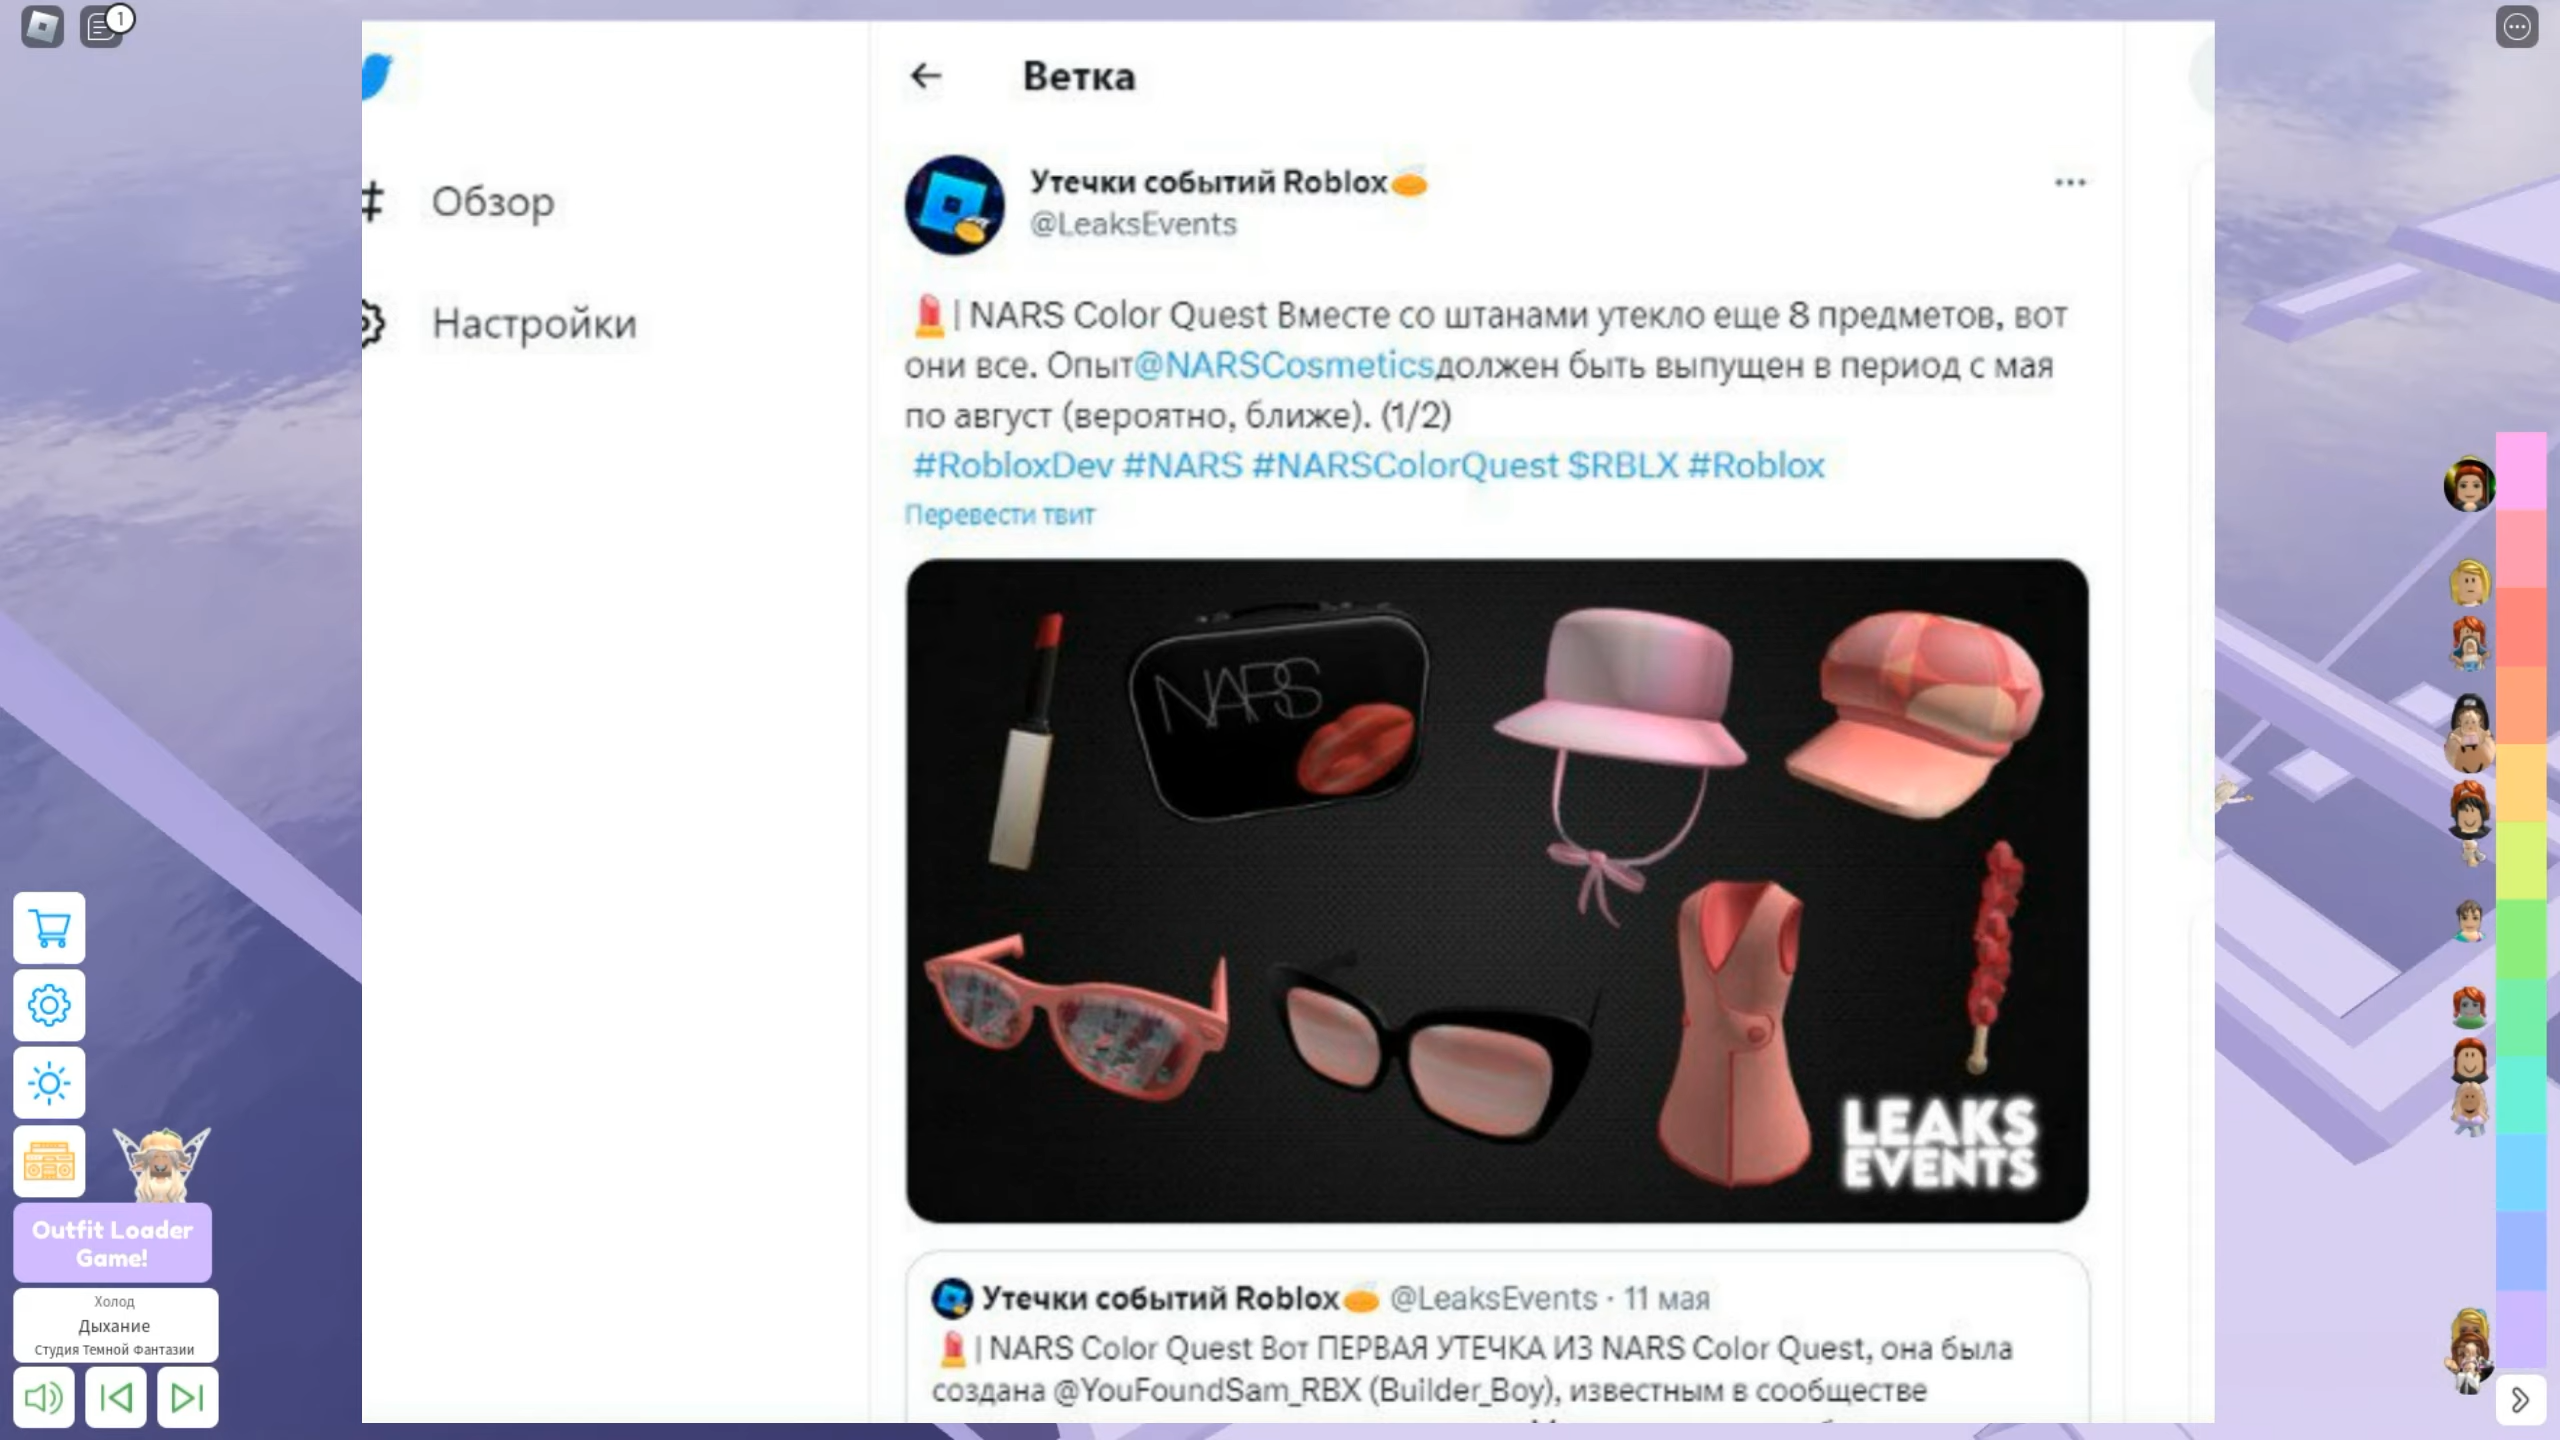 1
Ветка
Обзор
Настройки
Утечки событий Roblox
@LeaksEvents
| NARS Color Quest Вместе со штанами утекло еще 8 предметов, вот
они все. Опыт@NARSCosmeticsдолжен быть выпущен в период с мая
по август (вероятно, ближе). (1/2)
#RobloxDev #NARS #NARSColorQuest $RBLX #Roblox
Перевести твит
NARS
LEAKS
EVENTS
Утечки событий Roblox @LeaksEvents · 11 мая
| NARS Color Quest Вот ПЕРВАЯ УТЕЧКА ИЗ NARS Color Quest, она была
создана @YouFoundSam_RBX (Builder_Boy), известным в сообществе
Outfit Loader
Game!
Холод
Дыхание
Студия Темной Фантазии